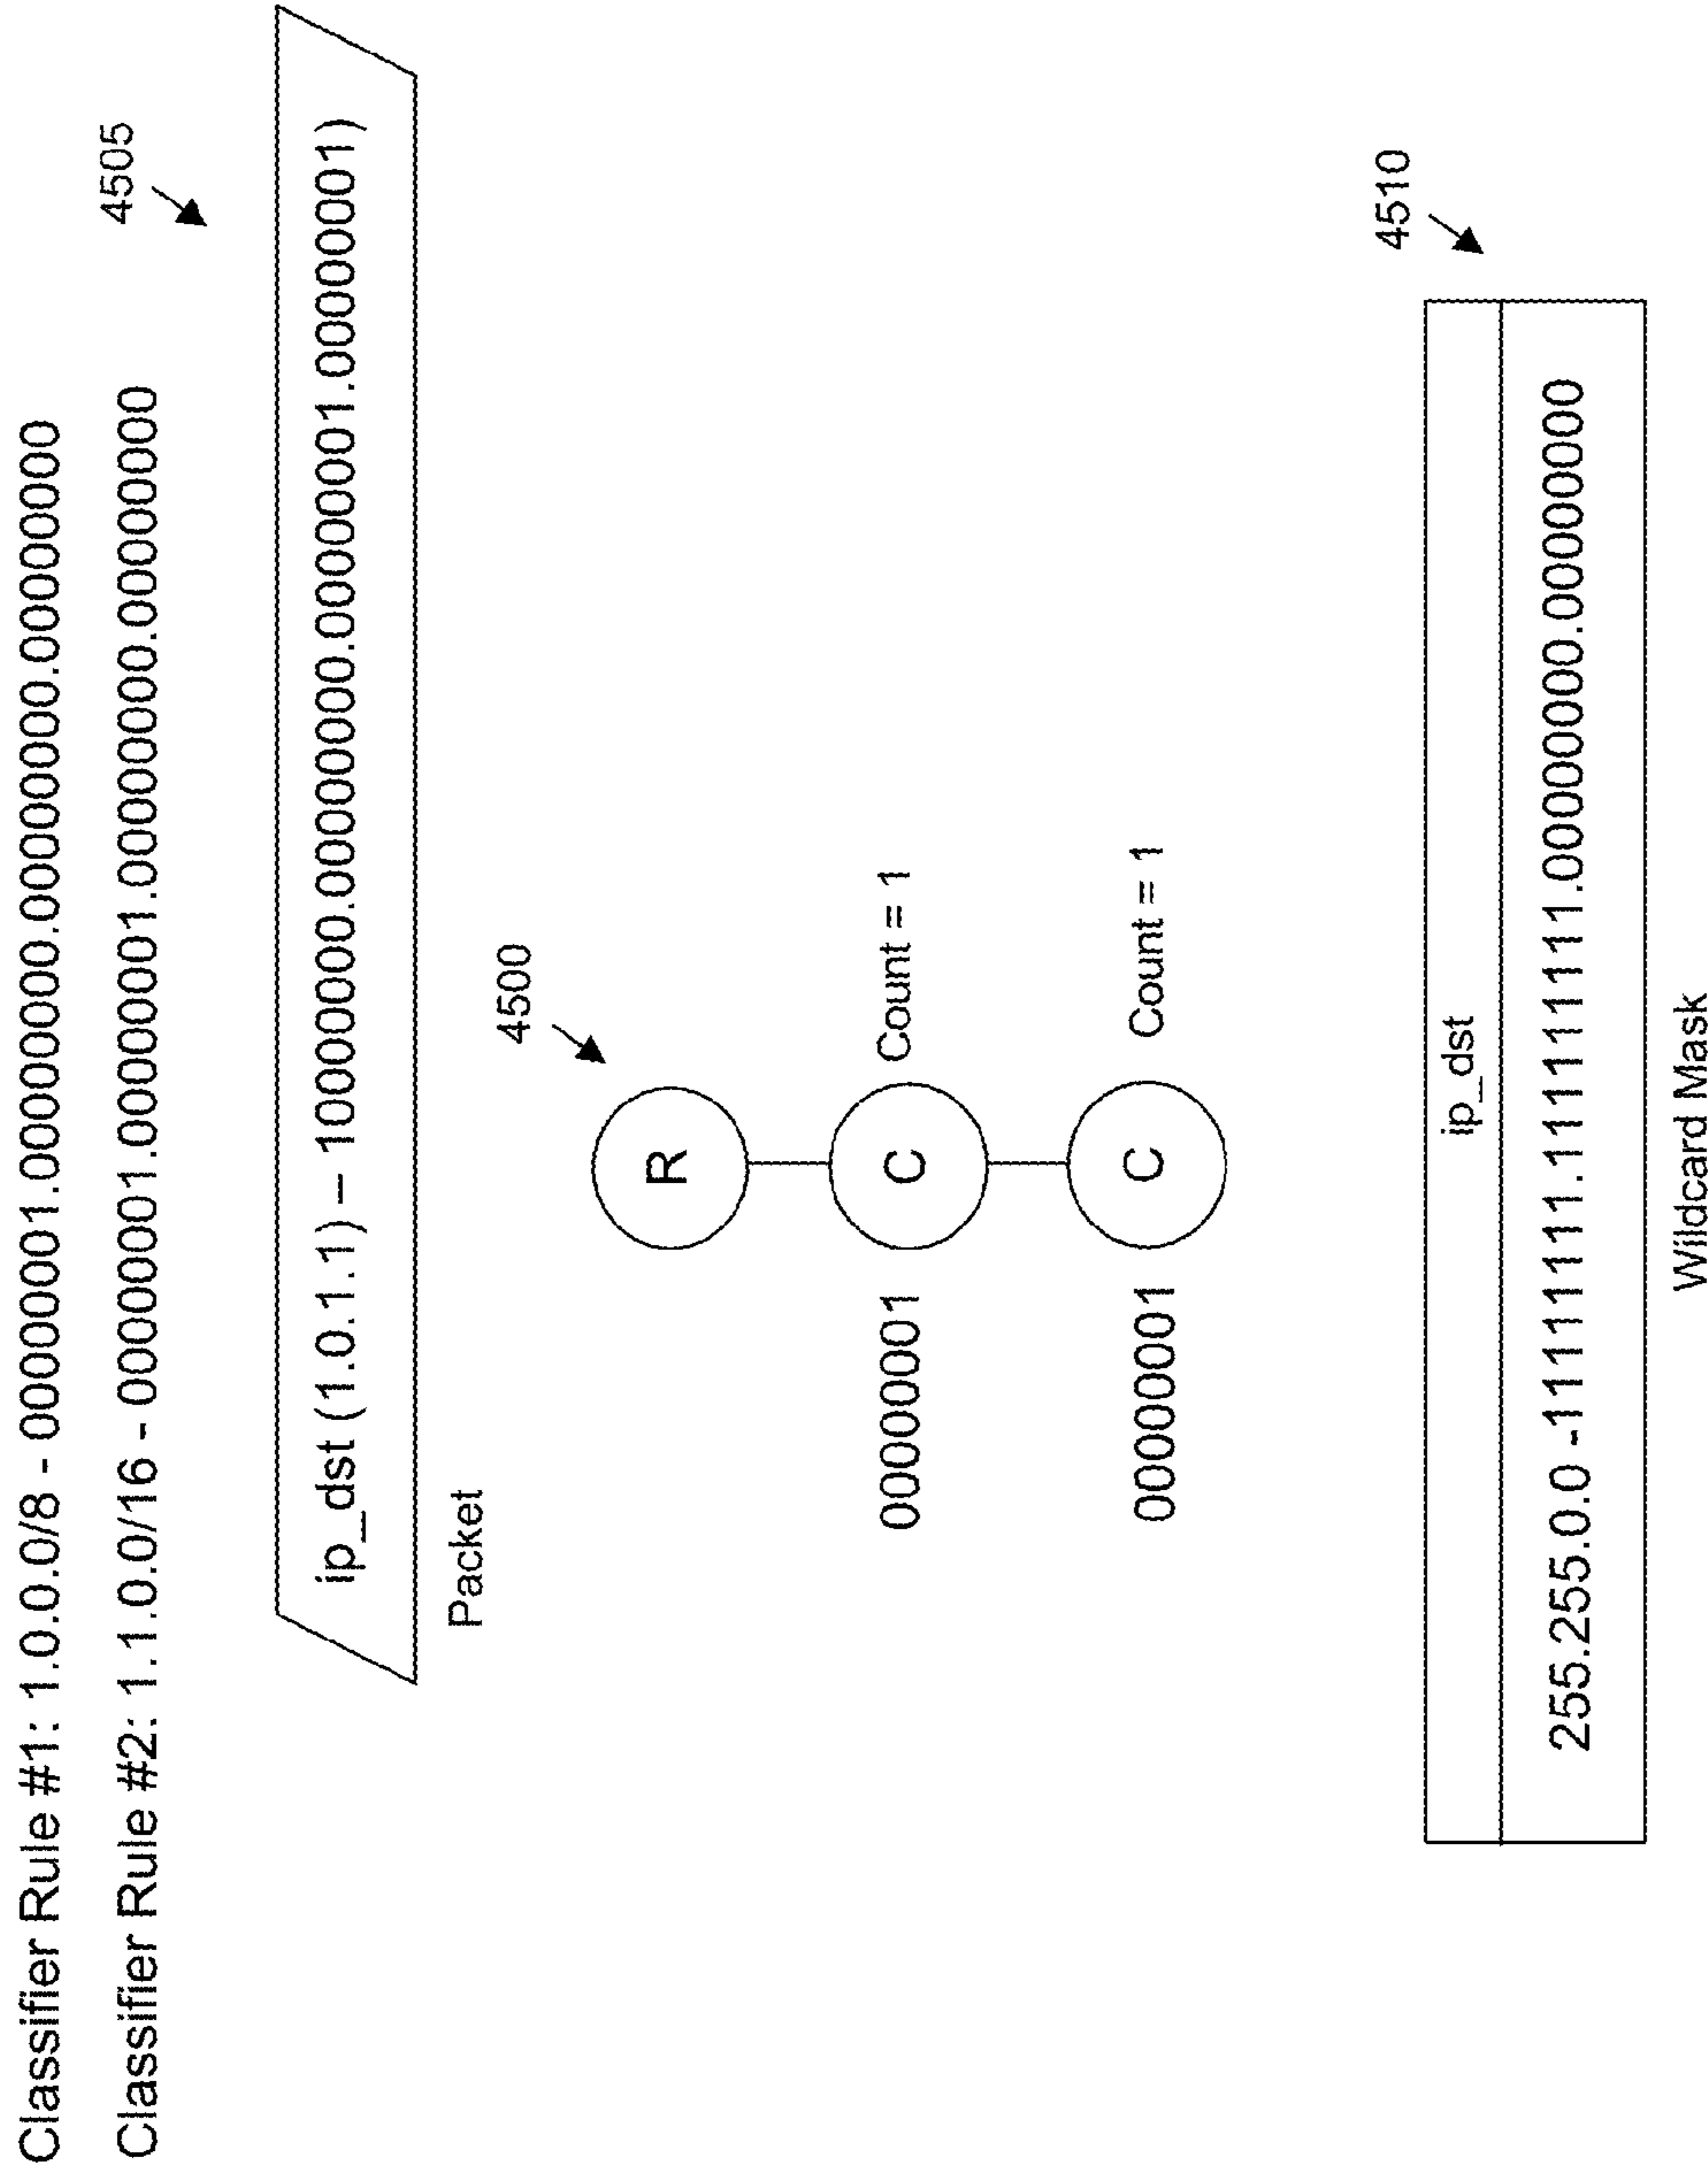 Classifier Rule #1: 1.0.0.0/8 - 00000001.00000000.00000000.00000000
Classifier Rule #2: 1.1.0.0/16 - 00000001.00000001.00000000.00000000
4505
ip_dst (1.0.1.1) – 10000000.00000000.00000001.00000001)
Packet
4500
R
00000001 C Count = 1
00000001 C Count = 1
4510
ip_dst
255.255.0.0 -11111111.11111111.00000000.00000000
Wildcard Mask